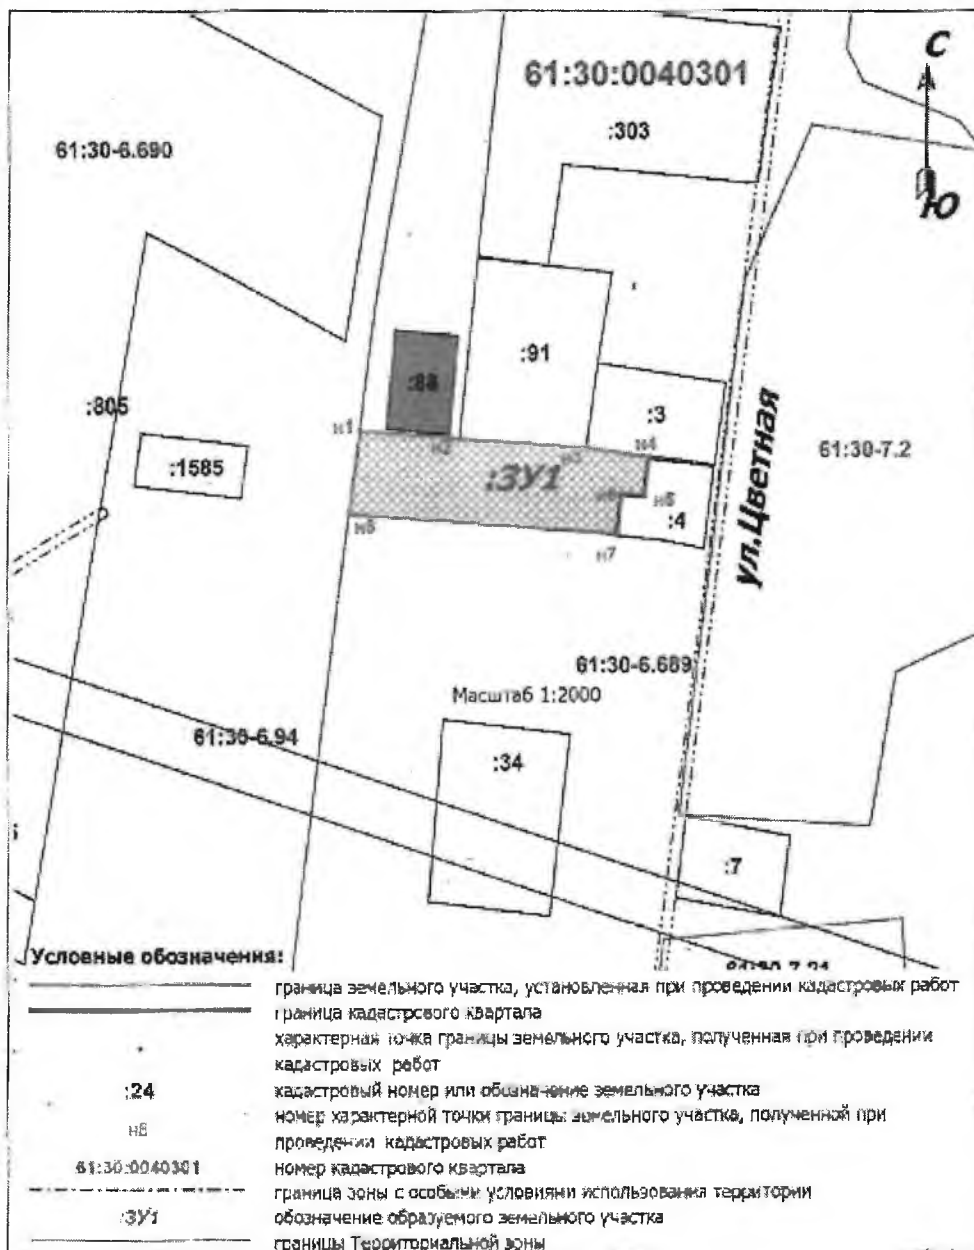 С
61:30:0040301
:303
61:30-6.690
Ю
:91
:88
:805
:3
н1
н2
н3
н4
61:30-7.2
:1585
:ЗУ1
н6
н5
:4
ул.Цветная
н7
61:30-6.689
Масштаб 1:2000
61:30-6.94
:34
:7
Условные обозначения:
граница земельного участка, установленная при проведении кадастровых работ
граница кадастрового квартала
характерная точка границы земельного участка, полученная при проведении
кадастровых работ
:24 кадастровый номер или обозначение земельного участка
номер характерной точки границы земельного участка, полученной при
проведении кадастровых работ
61:30:0040301 номер кадастрового квартала
граница зоны с особыми условиями использования территории
:ЗУ1 обозначение образуемого земельного участка
границы Территориальной зоны